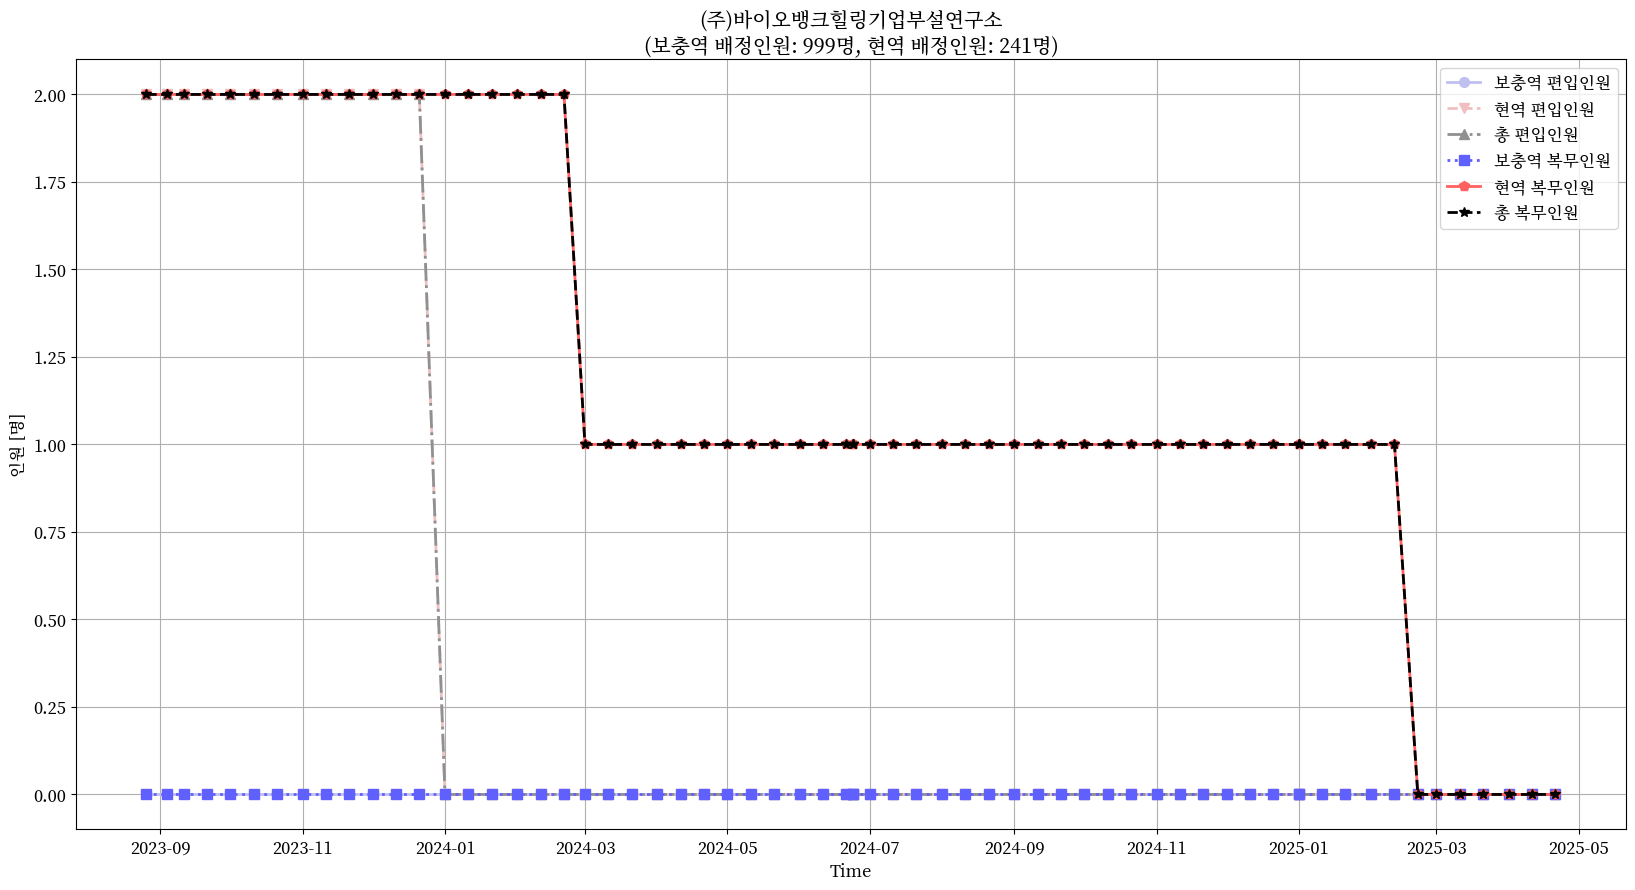 (주)바이오뱅크힐링기업부설연구소
(보충역 배정인원: 999명, 현역 배정인원: 241명)
보충역 편입인원
현역 편입인원
총 편입인원
보충역 복무인원
현역 복무인원
총 복무인원
인원 [명]
2.00
1.75
1.50
1.25
1.00
0.75
0.50
0.25
0.00
2023-09 2023-11 2024-01 2024-03 2024-05 2024-07 2024-09 2024-11 2025-01 2025-03 2025-05
Time